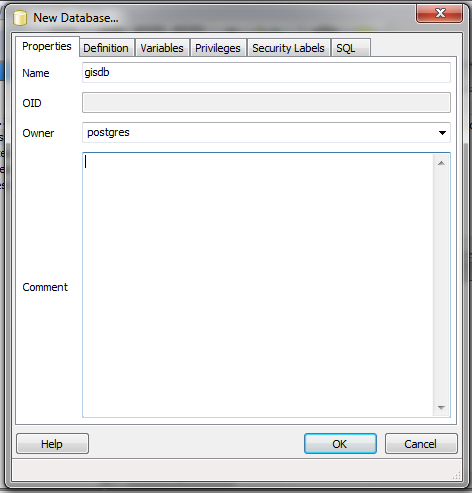 New Database...
Properties Definition Variables Privileges Security Labels SQL
Name gisdb
OID
Owner postgres
Comment
Help OK Cancel